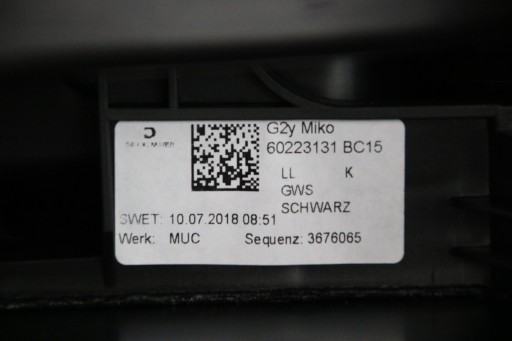 G2y Miko
60223131 BC15
LL K
GWS
SCHWARZ
SWET: 10.07.2018 08:51
Werk: MUC Sequenz: 3676065